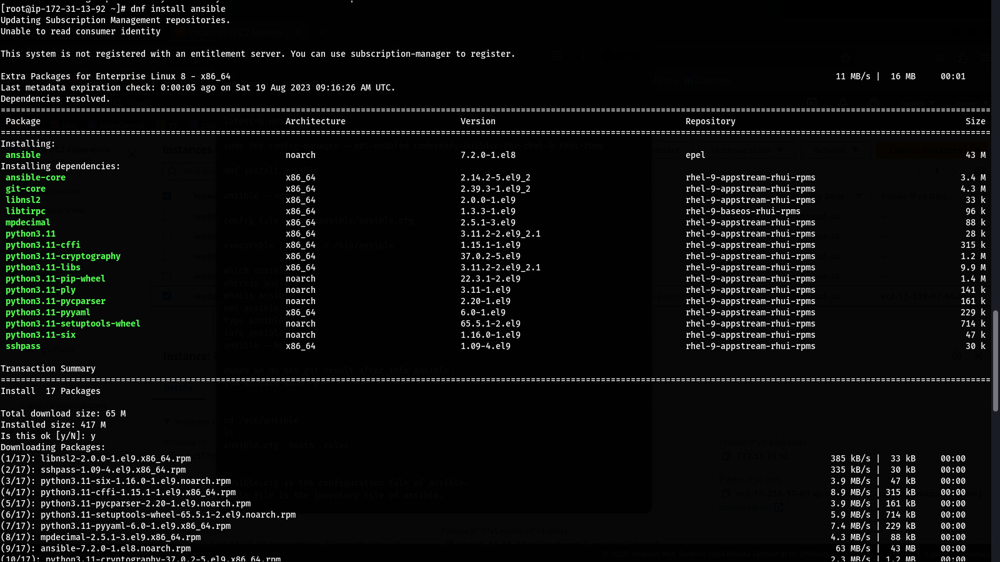 [root@ip-172-31-13-92 ~]# dnf install ansible
Updating Subscription Management repositories.
Unable to read consumer identity
This system is not registered with an entitlement server. You can use subscription-manager to register.
Extra Packages for Enterprise Linux 8 - x86_64 11 MB/s | 16 MB 00:01
Last metadata expiration check: 0:00:05 ago on Sat 19 Aug 2023 09:16:26 AM UTC.
Dependencies resolved.
Package Architecture Version Repository Size
Installing:
ansible noarch 7.2.0-1.el8 epel 43 M
Installing dependencies:
ansible-core x86_64 2.14.2-5.el9_2 rhel-9-appstream-rhui-rpms 3.4 M
git-core x86_64 2.39.3-1.el9_2 rhel-9-appstream-rhui-rpms 4.3 M
libnsl2 x86_64 2.0.0-1.el9 rhel-9-appstream-rhui-rpms 33 k
libtirpc x86_64 1.3.3-1.el9 rhel-9-baseos-rhui-rpms 96 k
mpdecimal x86_64 2.5.1-3.el9 rhel-9-appstream-rhui-rpms 88 k
python3.11 x86_64 3.11.2-2.el9_2.1 rhel-9-appstream-rhui-rpms 28 k
python3.11-cffi x86_64 1.15.1-1.el9 rhel-9-appstream-rhui-rpms 315 k
python3.11-cryptography x86_64 37.0.2-5.el9 rhel-9-appstream-rhui-rpms 1.2 M
python3.11-libs x86_64 3.11.2-2.el9_2.1 rhel-9-appstream-rhui-rpms 9.9 M
python3.11-pip-wheel noarch 22.3.1-2.el9 rhel-9-appstream-rhui-rpms 1.4 M
python3.11-ply noarch 3.11-1.el9 rhel-9-appstream-rhui-rpms 141 k
python3.11-pycparser noarch 2.20-1.el9 rhel-9-appstream-rhui-rpms 161 k
python3.11-pyyaml x86_64 6.0-1.el9 rhel-9-appstream-rhui-rpms 229 k
python3.11-setuptools-wheel noarch 65.5.1-2.el9 rhel-9-appstream-rhui-rpms 714 k
python3.11-six noarch 1.16.0-1.el9 rhel-9-appstream-rhui-rpms 47 k
sshpass x86_64 1.09-4.el9 rhel-9-appstream-rhui-rpms 30 k
Transaction Summary
Install 17 Packages
Total download size: 65 M
Installed size: 417 M
Is this ok [y/N]: y
Downloading Packages:
(1/17): libnsl2-2.0.0-1.el9.x86_64.rpm 385 kB/s | 33 kB 00:00
(2/17): sshpass-1.09-4.el9.x86_64.rpm 335 kB/s | 30 kB 00:00
(3/17): python3.11-six-1.16.0-1.el9.noarch.rpm 3.9 MB/s | 47 kB 00:00
(4/17): python3.11-cffi-1.15.1-1.el9.x86_64.rpm 8.9 MB/s | 315 kB 00:00
(5/17): python3.11-pycparser-2.20-1.el9.noarch.rpm 3.9 MB/s | 161 kB 00:00
(6/17): python3.11-setuptools-wheel-65.5.1-2.el9.noarch.rpm 5.9 MB/s | 714 kB 00:00
(7/17): python3.11-pyyaml-6.0-1.el9.x86_64.rpm 7.4 MB/s | 229 kB 00:00
(8/17): mpdecimal-2.5.1-3.el9.x86_64.rpm 4.3 MB/s | 88 kB 00:00
(9/17): ansible-7.2.0-1.el8.noarch.rpm 63 MB/s | 43 MB 00:00
(10/17): python3.11-cryptography-37.0.2-5.el9.x86_64.rpm 2.3 MB/s | 1.2 MB 00:00